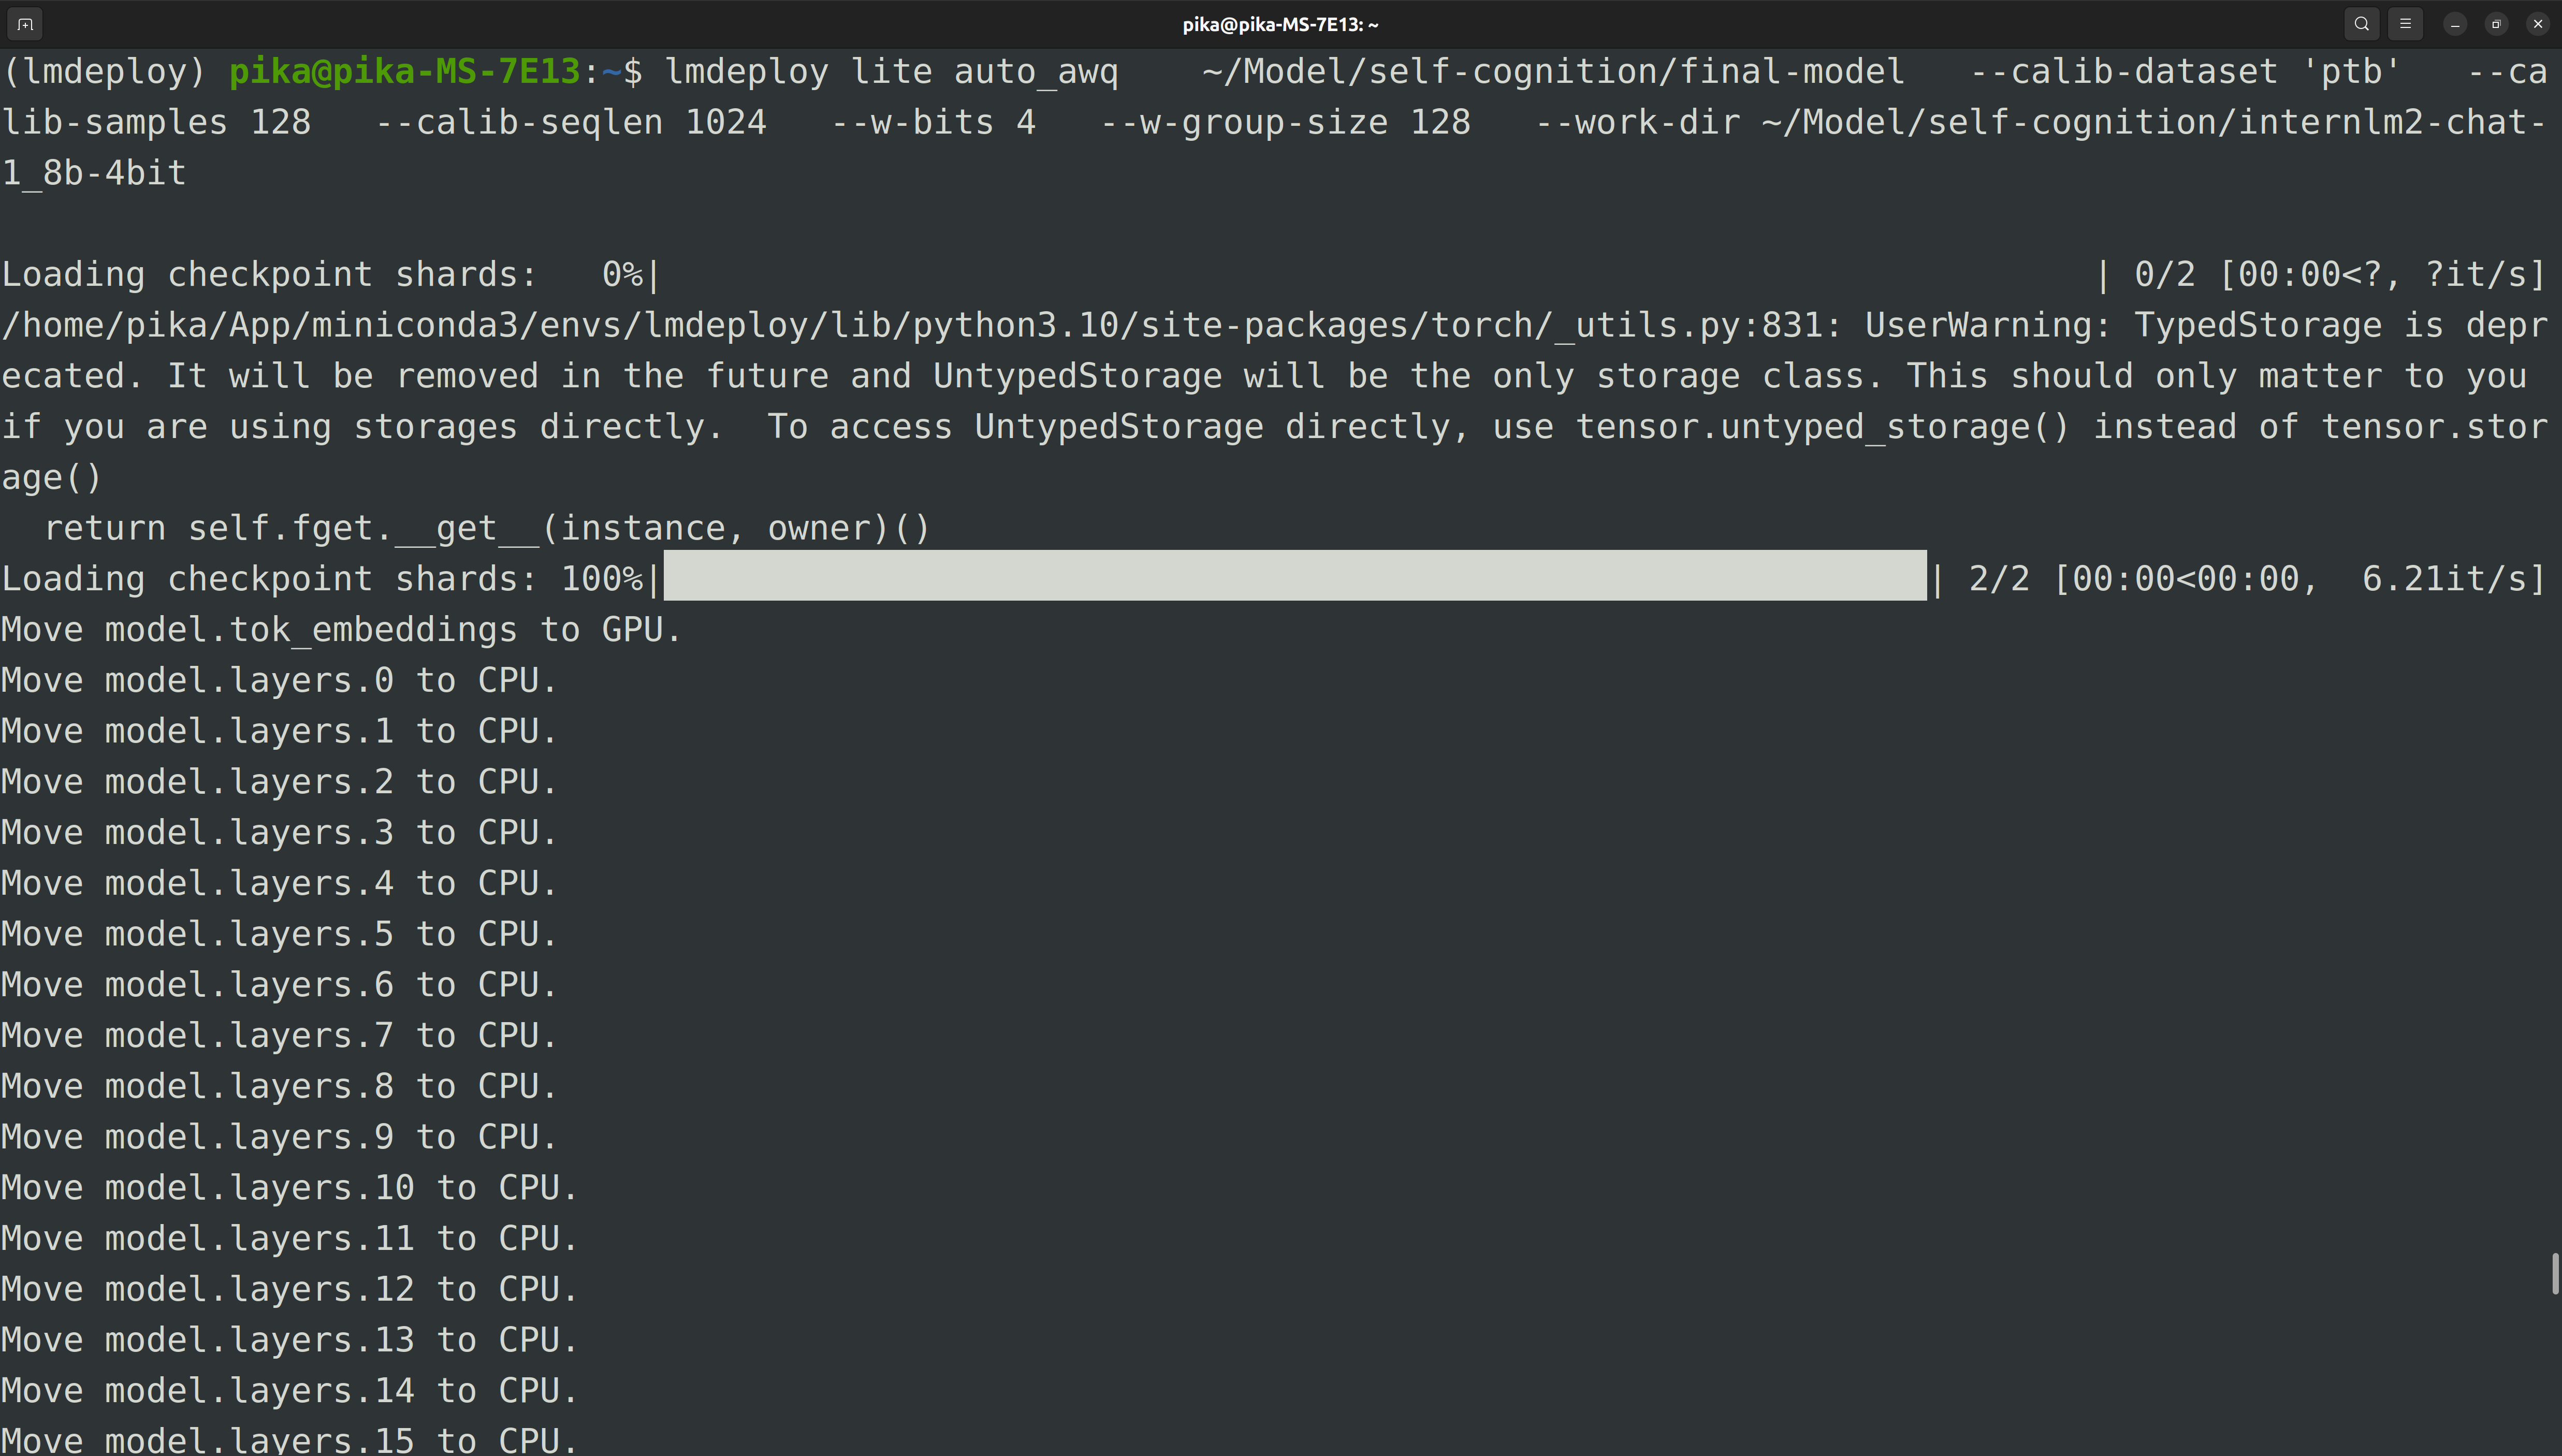 pika@pika-MS-7E13: ~
(lmdeploy) pika@pika-MS-7E13:~$ lmdeploy lite auto_awq    ~/Model/self-cognition/final-model   --calib-dataset 'ptb'   --ca
lib-samples 128   --calib-seqlen 1024   --w-bits 4   --w-group-size 128   --work-dir ~/Model/self-cognition/internlm2-chat-
1_8b-4bit
Loading checkpoint shards:   0%|                                                                      | 0/2 [00:00<?, ?it/s]
/home/pika/App/miniconda3/envs/lmdeploy/lib/python3.10/site-packages/torch/_utils.py:831: UserWarning: TypedStorage is depr
ecated. It will be removed in the future and UntypedStorage will be the only storage class. This should only matter to you
if you are using storages directly.  To access UntypedStorage directly, use tensor.untyped_storage() instead of tensor.stor
age()
  return self.fget.__get__(instance, owner)()
Loading checkpoint shards: 100%|| 2/2 [00:00<00:00,  6.21it/s]
Move model.tok_embeddings to GPU.
Move model.layers.0 to CPU.
Move model.layers.1 to CPU.
Move model.layers.2 to CPU.
Move model.layers.3 to CPU.
Move model.layers.4 to CPU.
Move model.layers.5 to CPU.
Move model.layers.6 to CPU.
Move model.layers.7 to CPU.
Move model.layers.8 to CPU.
Move model.layers.9 to CPU.
Move model.layers.10 to CPU.
Move model.layers.11 to CPU.
Move model.layers.12 to CPU.
Move model.layers.13 to CPU.
Move model.layers.14 to CPU.
Move model.layers.15 to CPU.